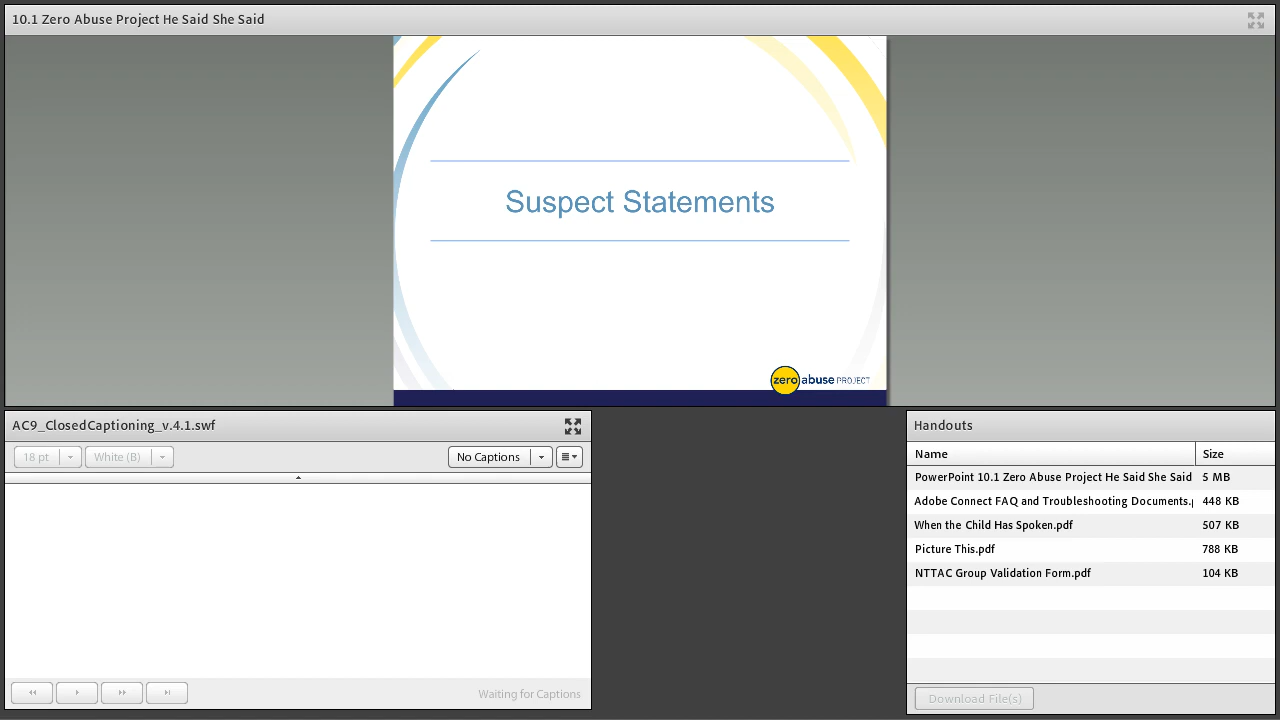 10.1 Zero Abuse Project He Said She Said
Suspect Statements
zero abuse PROJECT
AC9_ClosedCaptioning_v.4.1.swf
18 pt White (B) No Captions
Waiting for Captions
Handouts
Name Size
PowerPoint 10.1 Zero Abuse Project He Said She Said 5 MB
Adobe Connect FAQ and Troubleshooting Documents. 448 KB
When the Child Has Spoken.pdf 507 KB
Picture This.pdf 788 KB
NTTAC Group Validation Form.pdf 104 KB
Download File(s)